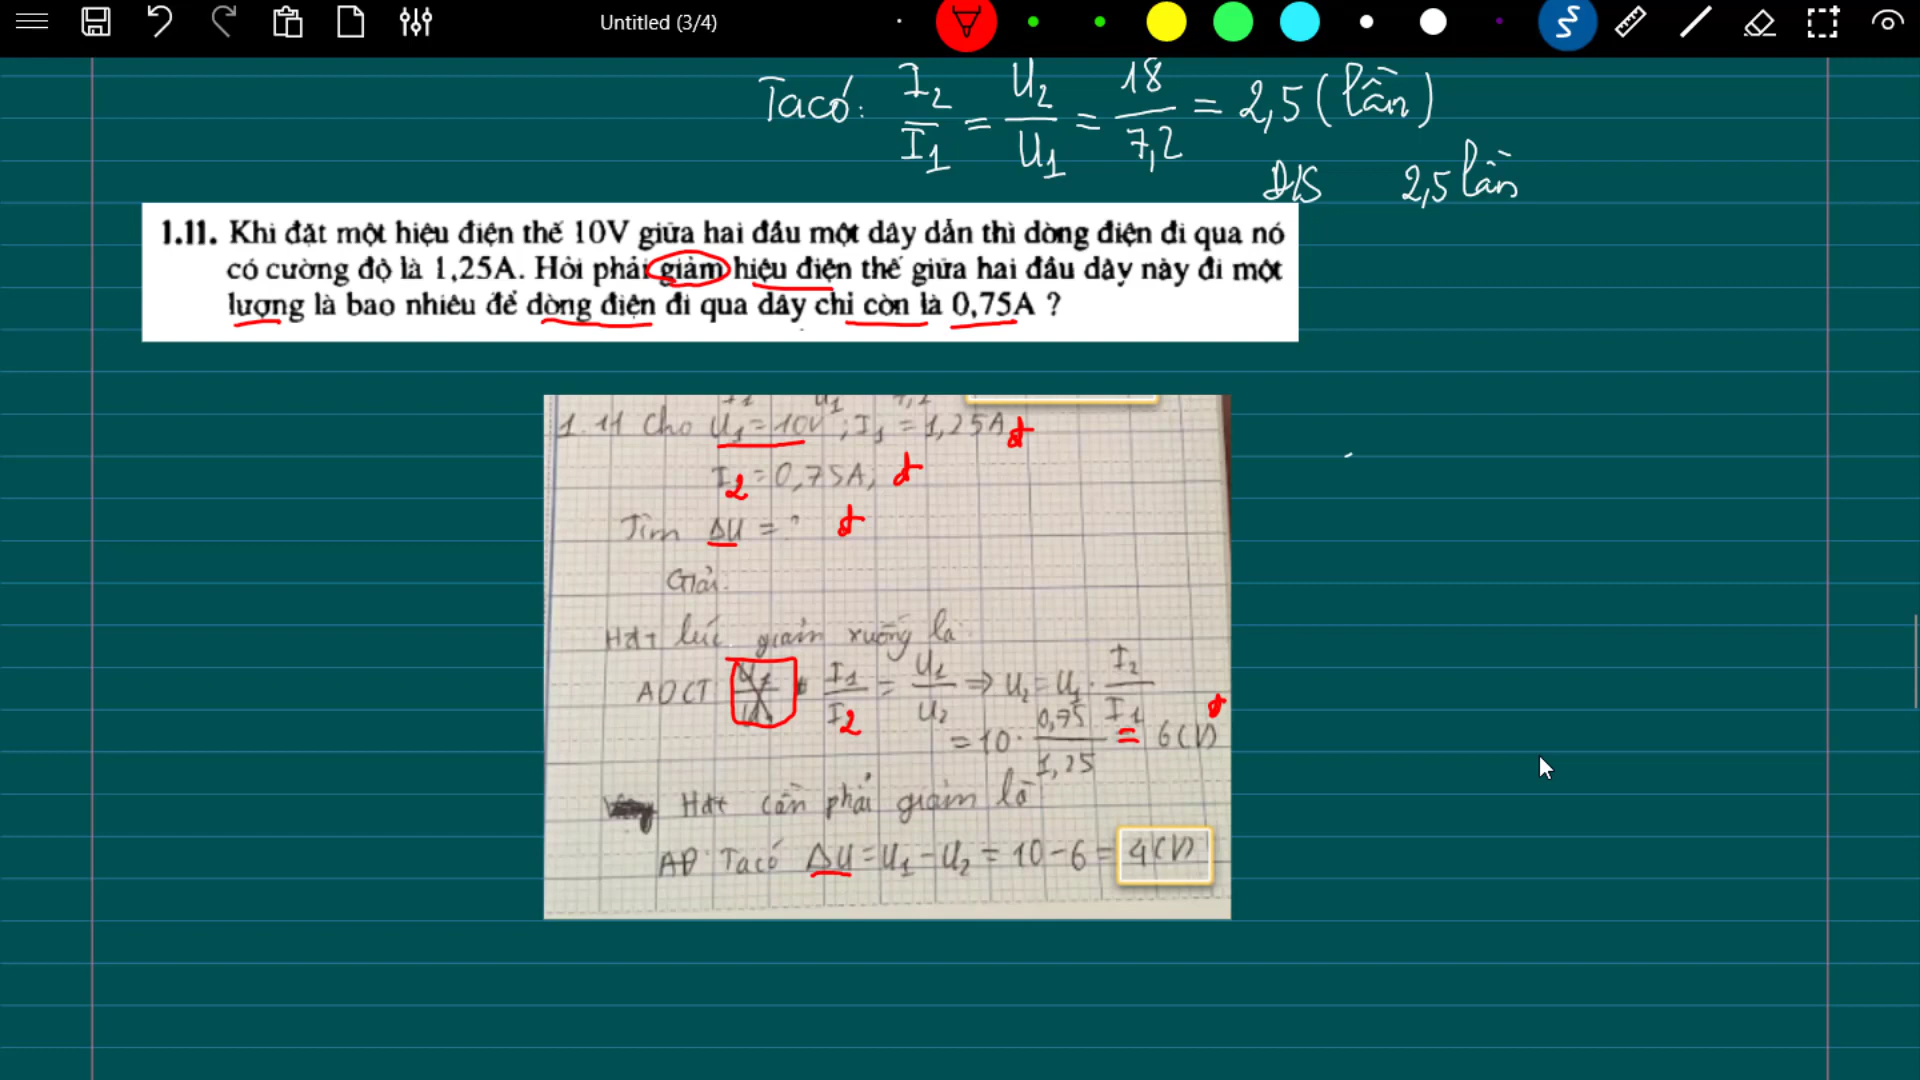 Untitled (3/4)
Ta có: I2/I1 = U2/U1 = 18/7,2 = 2,5 (lần)
Đ/S 2,5 lần
1.11. Khi đặt một hiệu điện thế 10V giữa hai đầu một dây dẫn thì dòng điện đi qua nó
có cường độ là 1,25A. Hỏi phải giảm hiệu điện thế giữa hai đầu dây này đi một
lượng là bao nhiêu để dòng điện đi qua dây chỉ còn là 0,75A ?
1.11 Cho U1 = 10V ; I1 = 1,25A đ
I2 = 0,75A; đ
Tìm ΔU = ? đ
Giải.
Hđt lúc giảm xuống là
ADCT I1/I2 = U1/U2 => U2 = U1 . I2/I1
= 10 . 0,75/1,25 = 6(V) đ
Hđt cần phải giảm là
AD Ta có ΔU = U1 - U2 = 10 - 6 = 4(V)